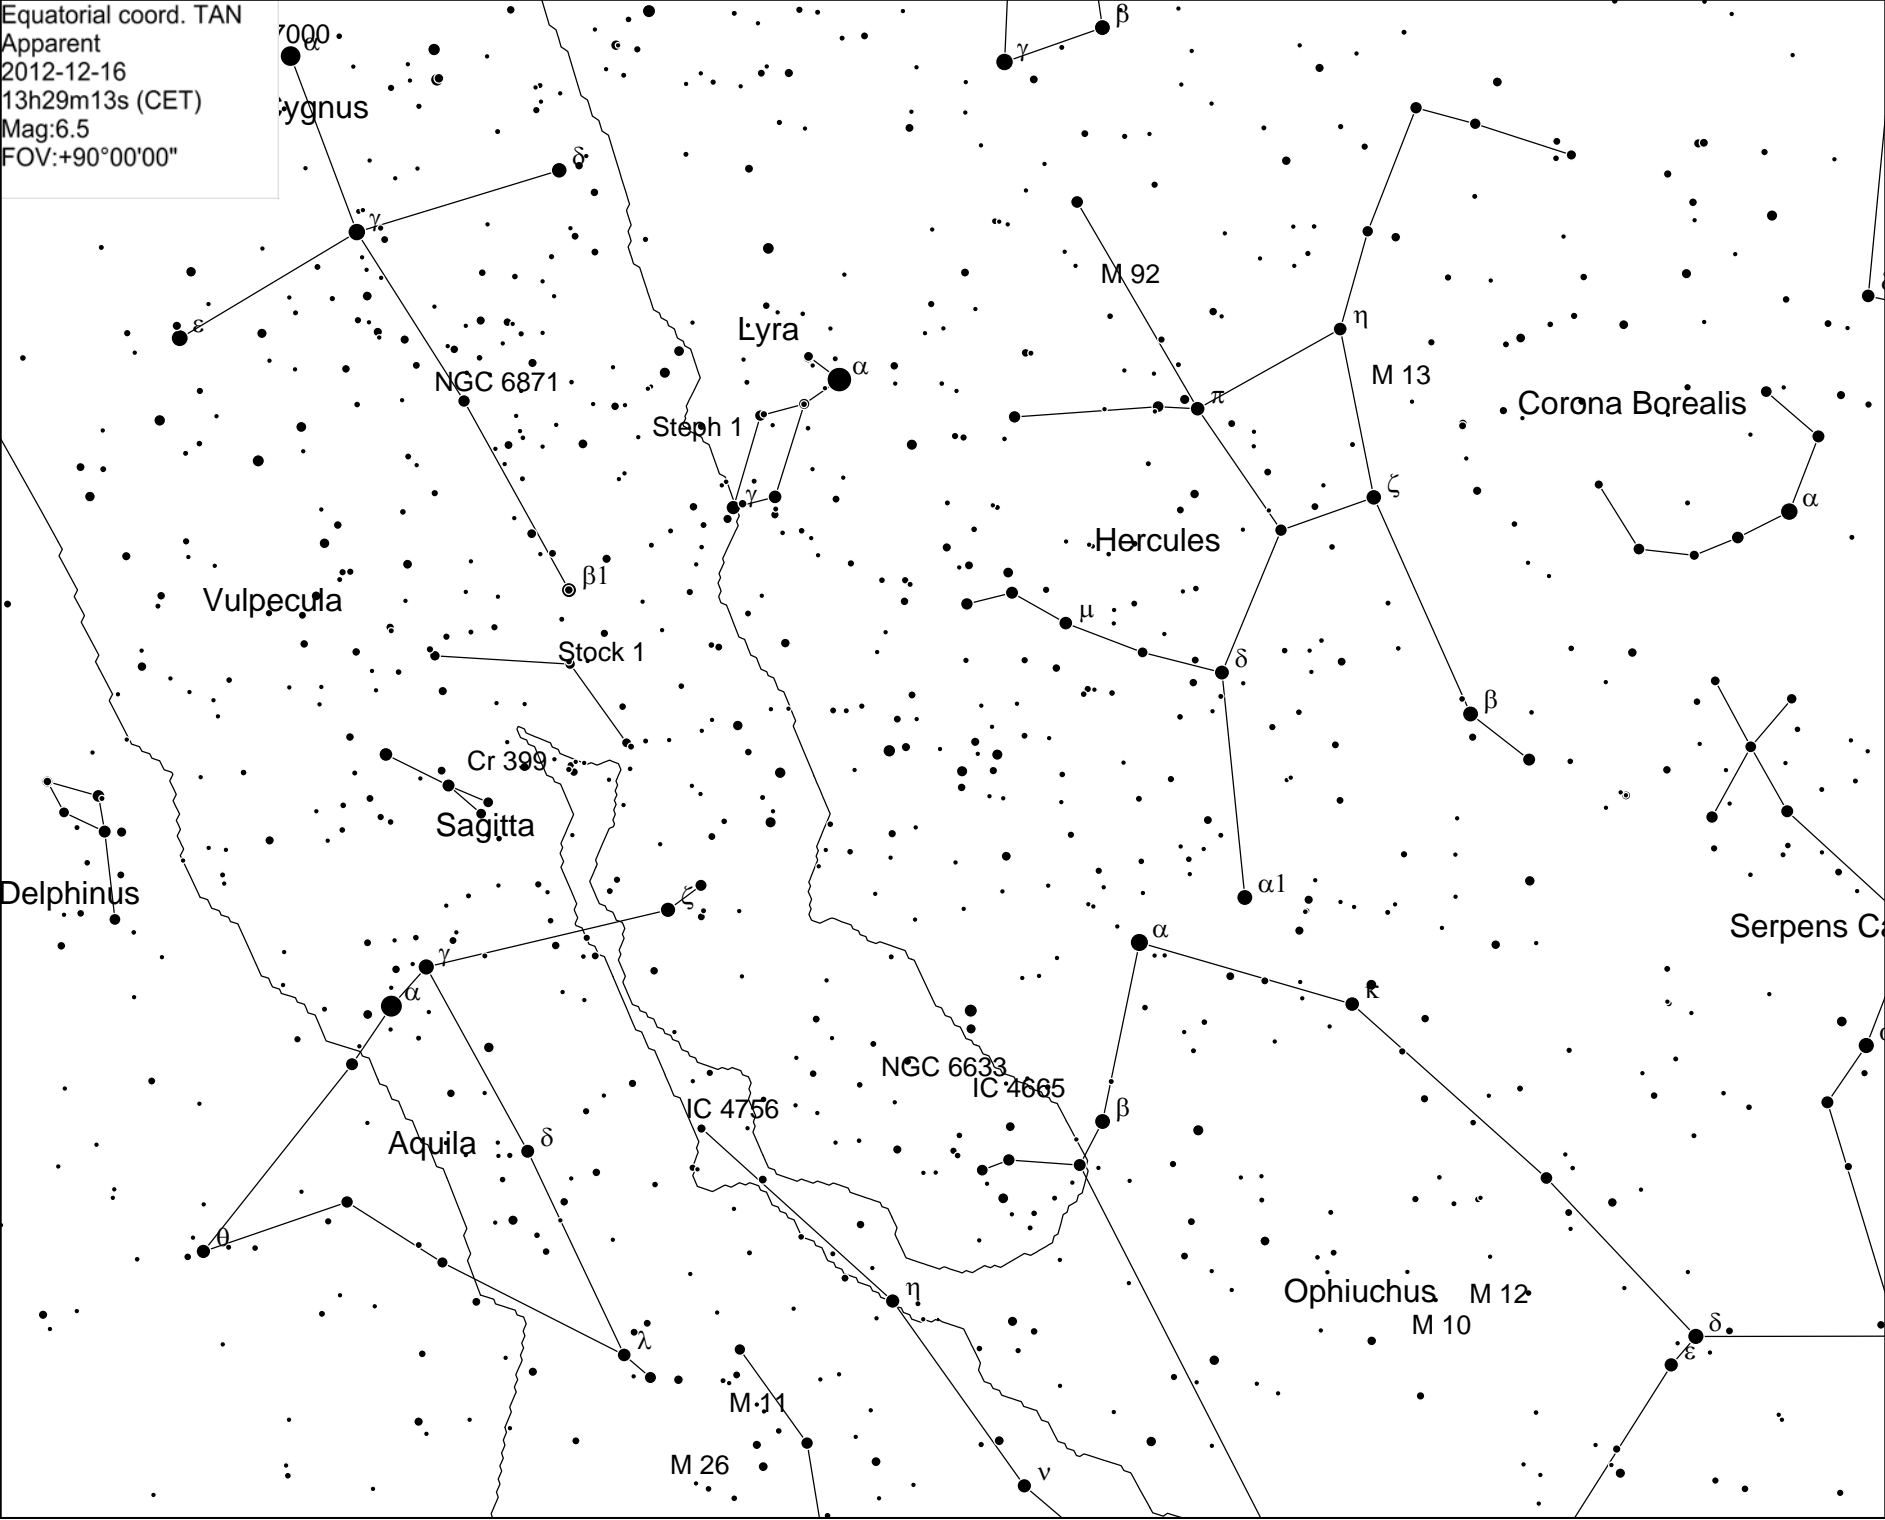 Equatorial coord. TAN
Apparent
2012-12-16
13h29m13s (CET)
Mag:6.5
FOV:+90°00'00"
7000
α
ygnus
β
γ
δ
γ
M 92
ε
η
Lyra
α
M 13
NGC 6871
π
Corona Borealis
Steph 1
γ
ζ
α
Hercules
β1
Vulpecula
μ
Stock 1
δ
β
Cr 399
Sagitta
α1
Delphinus
ζ
Serpens Ca
α
γ
α
κ
NGC 6633
IC 4665
IC 4756
β
Aquila
δ
θ
η
Ophiuchus
M 12
M 10
δ
λ
ε
M 11
M 26
ν